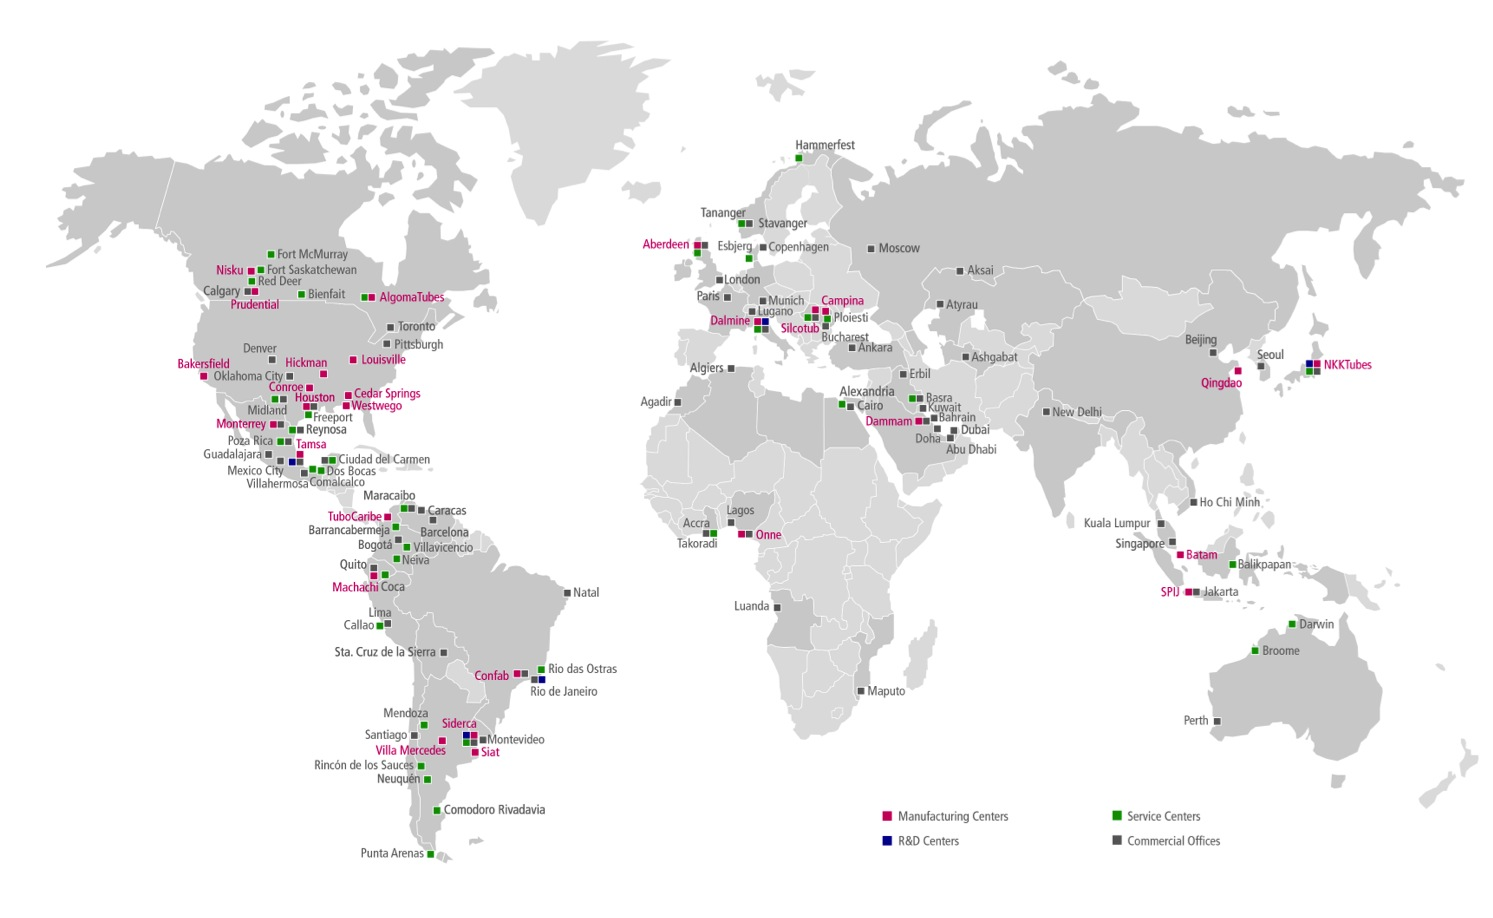 Hammerfest
Tananger
Stavanger
Aberdeen
Esbjerg
Copenhagen
Moscow
Fort McMurray
Nisku
Fort Saskatchewan
Red Deer
Calgary
Bienfait
Prudential
AlgomaTubes
London
Paris
Munich
Lugano
Campina
Dalmine
Silcotub
Ploiesti
Bucharest
Aksai
Atyrau
Toronto
Pittsburgh
Denver
Bakersfield
Hickman
Louisville
Oklahoma City
Conroe
Cedar Springs
Houston
Westwego
Midland
Freeport
Monterrey
Reynosa
Poza Rica
Tamsa
Guadalajara
Ciudad del Carmen
Mexico City
Dos Bocas
Villahermosa
Comalcalco
Ankara
Ashgabat
Algiers
Erbil
Agadir
Alexandria
Cairo
Basra
Kuwait
Bahrain
Dammam
Doha
Dubai
Abu Dhabi
New Delhi
Beijing
Seoul
NKKTubes
Qingdao
Maracaibo
TuboCaribe
Caracas
Barrancabermeja
Barcelona
Bogotá
Villavicencio
Neiva
Quito
Machachi
Coca
Lima
Callao
Natal
Lagos
Accra
Takoradi
Onne
Luanda
Maputo
Ho Chi Minh
Kuala Lumpur
Singapore
Batam
Balikpapan
SPIJ
Jakarta
Darwin
Broome
Perth
Sta. Cruz de la Sierra
Confab
Rio das Ostras
Rio de Janeiro
Mendoza
Siderca
Santiago
Montevideo
Villa Mercedes
Siat
Rincón de los Sauces
Neuquén
Comodoro Rivadavia
Punta Arenas
Manufacturing Centers
Service Centers
R&D Centers
Commercial Offices